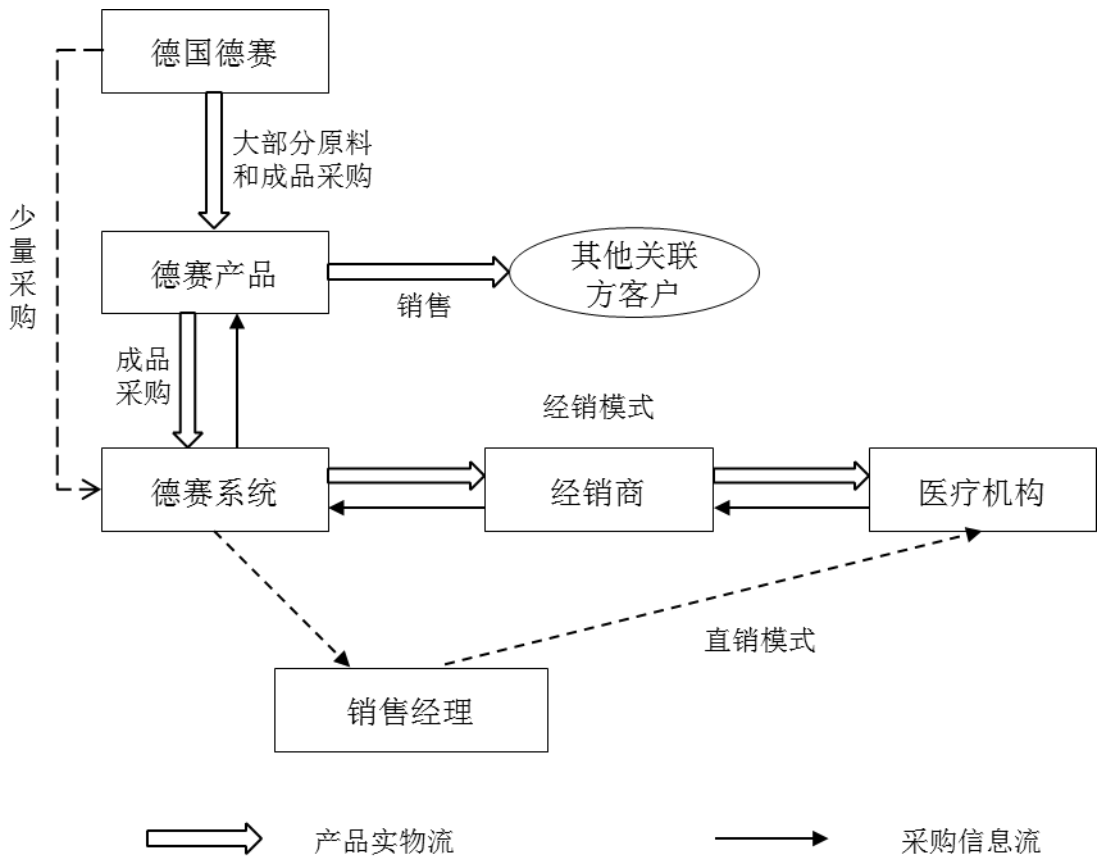 德国德赛
大部分原料
和成品采购
少量采购
德赛产品
销售
其他关联
方客户
成品
采购
经销模式
德赛系统
经销商
医疗机构
直销模式
销售经理
产品实物流
采购信息流